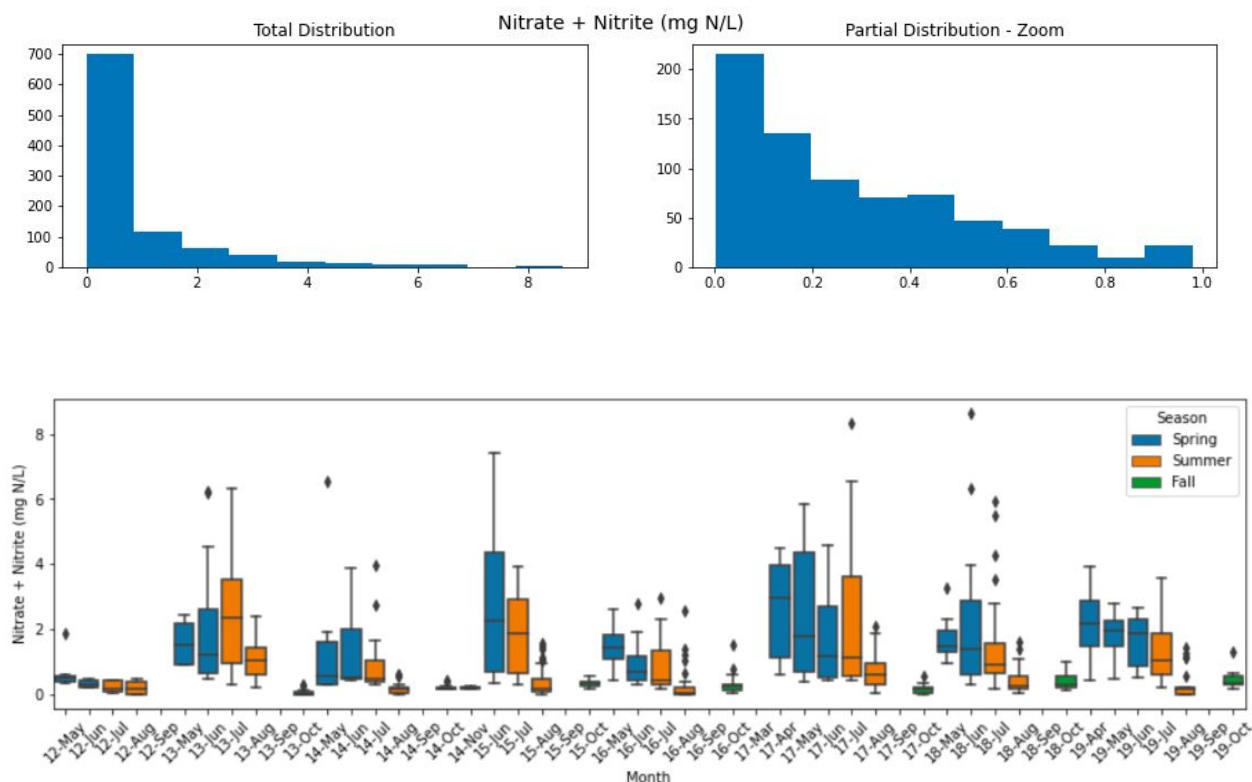 Nitrate + Nitrite (mg N/L)
Total Distribution
Partial Distribution - Zoom
700
600
500
400
300
200
100
0
0 2 4 6 8
200
150
100
50
0
0.0 0.2 0.4 0.6 0.8 1.0
Nitrate + Nitrite (mg N/L)
8
6
4
2
0
Season
Spring
Summer
Fall
12-May
12-Jun
12-Jul
12-Aug
12-Sep
13-May
13-Jun
13-Jul
13-Aug
13-Sep
13-Oct
14-May
14-Jun
14-Jul
14-Aug
14-Sep
14-Oct
14-Nov
15-Jun
15-Jul
15-Aug
15-Sep
15-Oct
16-May
16-Jun
16-Jul
16-Aug
16-Sep
16-Oct
17-Mar
17-Apr
17-May
17-Jun
17-Jul
17-Aug
17-Sep
17-Oct
18-May
18-Jun
18-Jul
18-Aug
18-Sep
18-Oct
19-Apr
19-May
19-Jun
19-Jul
19-Aug
19-Sep
19-Oct
Month